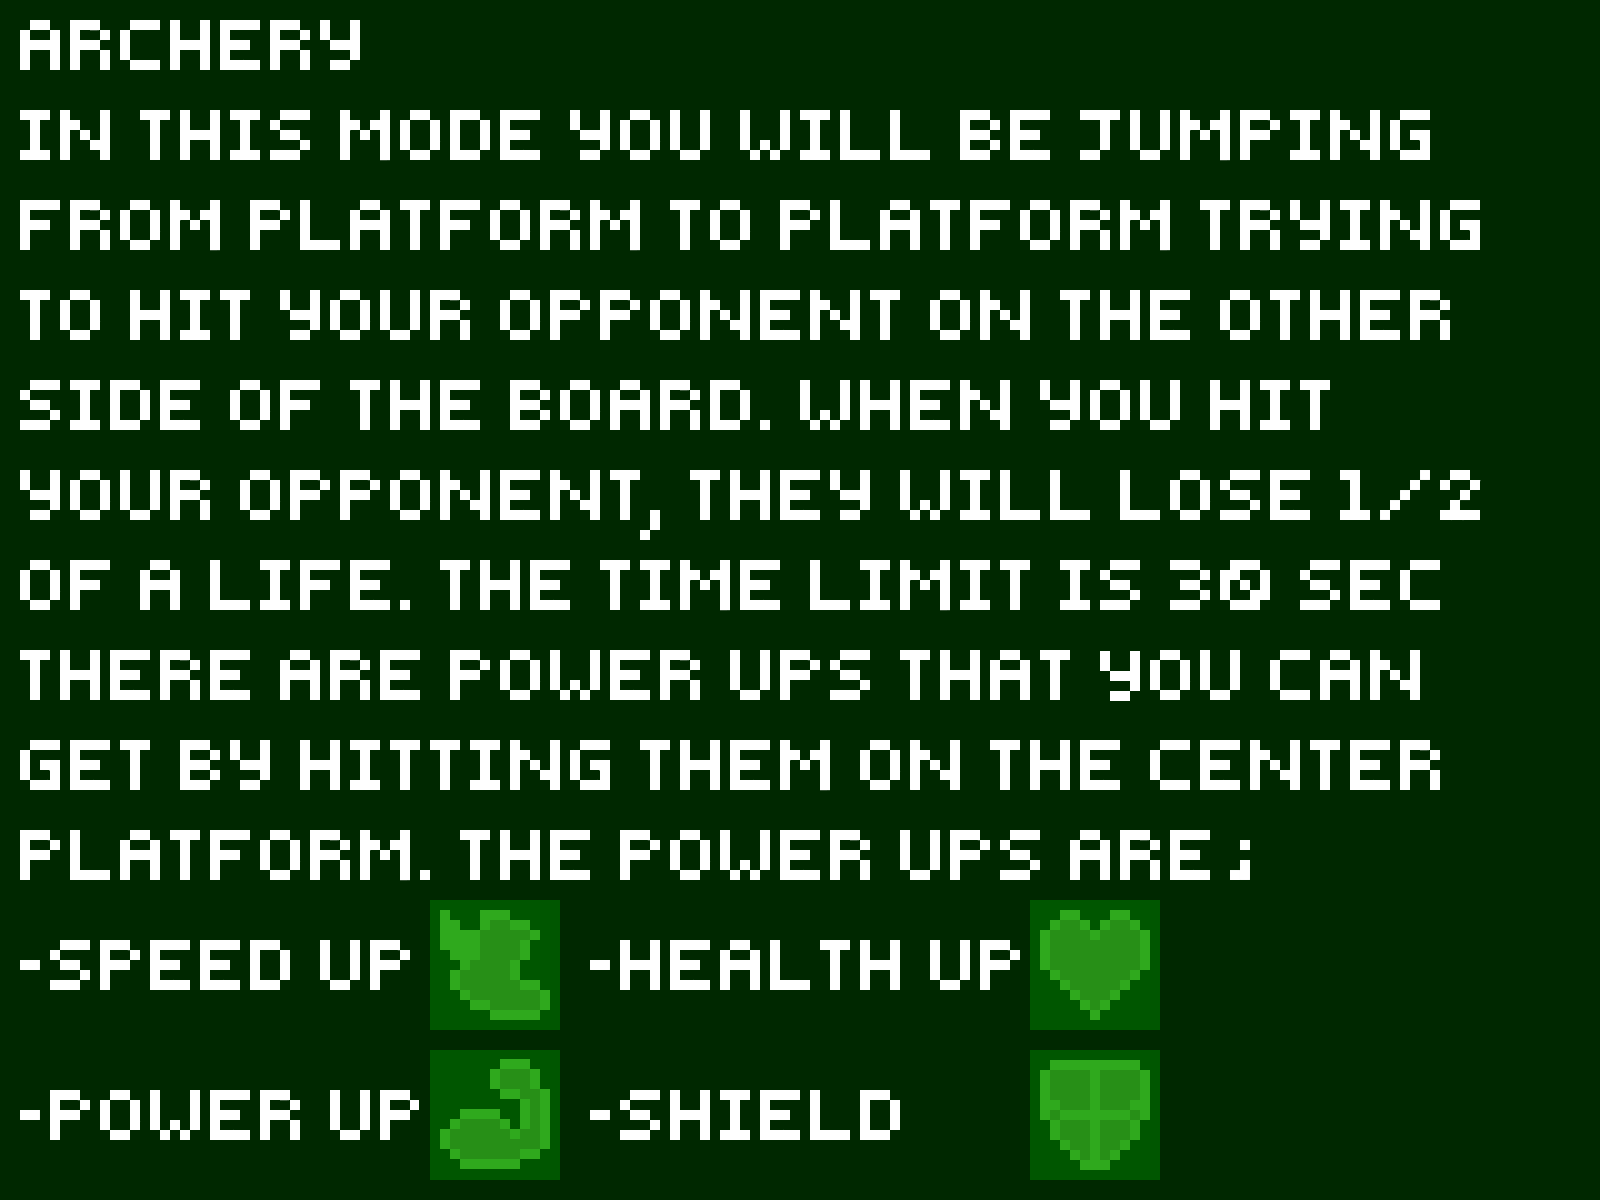 ARCHERY
IN THIS MODE YOU WILL BE JUMPING
FROM PLATFORM TO PLATFORM TRYING
TO HIT YOUR OPPONENT ON THE OTHER
SIDE OF THE BOARD. WHEN YOU HIT
YOUR OPPONENT, THEY WILL LOSE 1/2
OF A LIFE. THE TIME LIMIT IS 30 SEC
THERE ARE POWER UPS THAT YOU CAN
GET BY HITTING THEM ON THE CENTER
PLATFORM. THE POWER UPS ARE;
-SPEED UP -HEALTH UP
-POWER UP -SHIELD